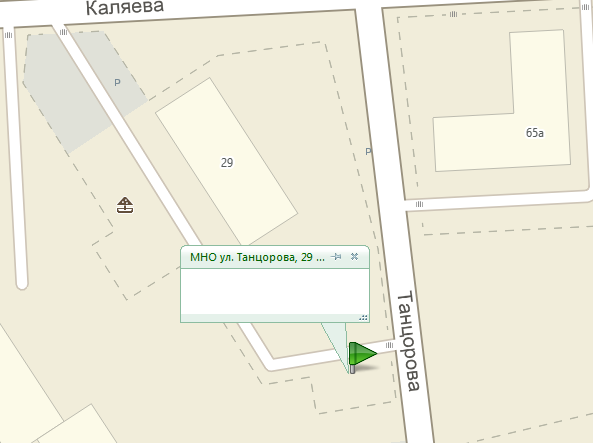 Каляева
P
P
65а
29
МНО ул. Танцорова, 29 ...
Танцорова